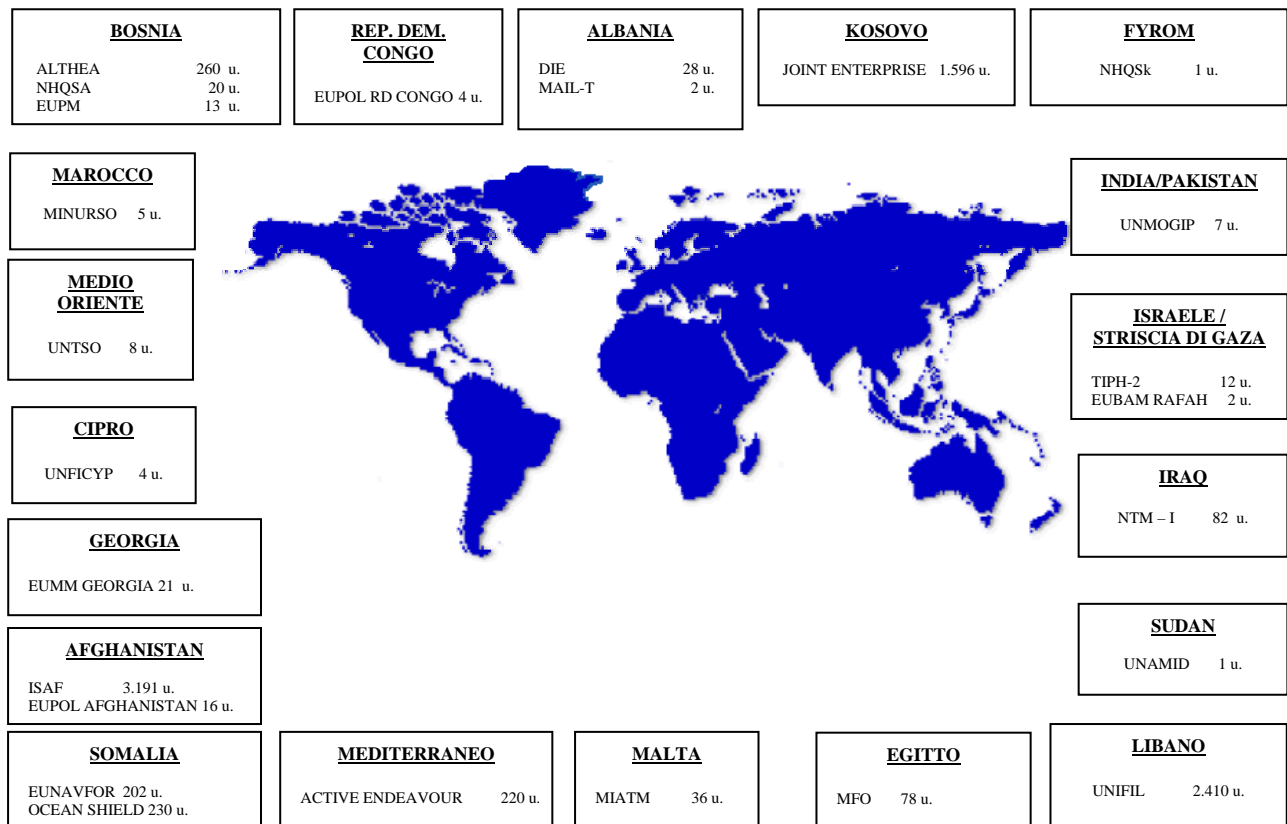 BOSNIA
ALTHEA 260 u.
NHQSA 20 u.
EUPM 13 u.
REP. DEM.
CONGO
EUPOL RD CONGO 4 u.
ALBANIA
DIE 28 u.
MAIL-T 2 u.
KOSOVO
JOINT ENTERPRISE 1.596 u.
FYROM
NHQSk 1 u.
MAROCCO
MINURSO 5 u.
INDIA/PAKISTAN
UNMOGIP 7 u.
MEDIO
ORIENTE
UNTSO 8 u.
ISRAELE /
STRISCIA DI GAZA
TIPH-2 12 u.
EUBAM RAFAH 2 u.
CIPRO
UNFICYP 4 u.
IRAQ
NTM – I 82 u.
GEORGIA
EUMM GEORGIA 21 u.
SUDAN
UNAMID 1 u.
AFGHANISTAN
ISAF 3.191 u.
EUPOL AFGHANISTAN 16 u.
SOMALIA
EUNAVFOR 202 u.
OCEAN SHIELD 230 u.
MEDITERRANEO
ACTIVE ENDEAVOUR 220 u.
MALTA
MIATM 36 u.
EGITTO
MFO 78 u.
LIBANO
UNIFIL 2.410 u.